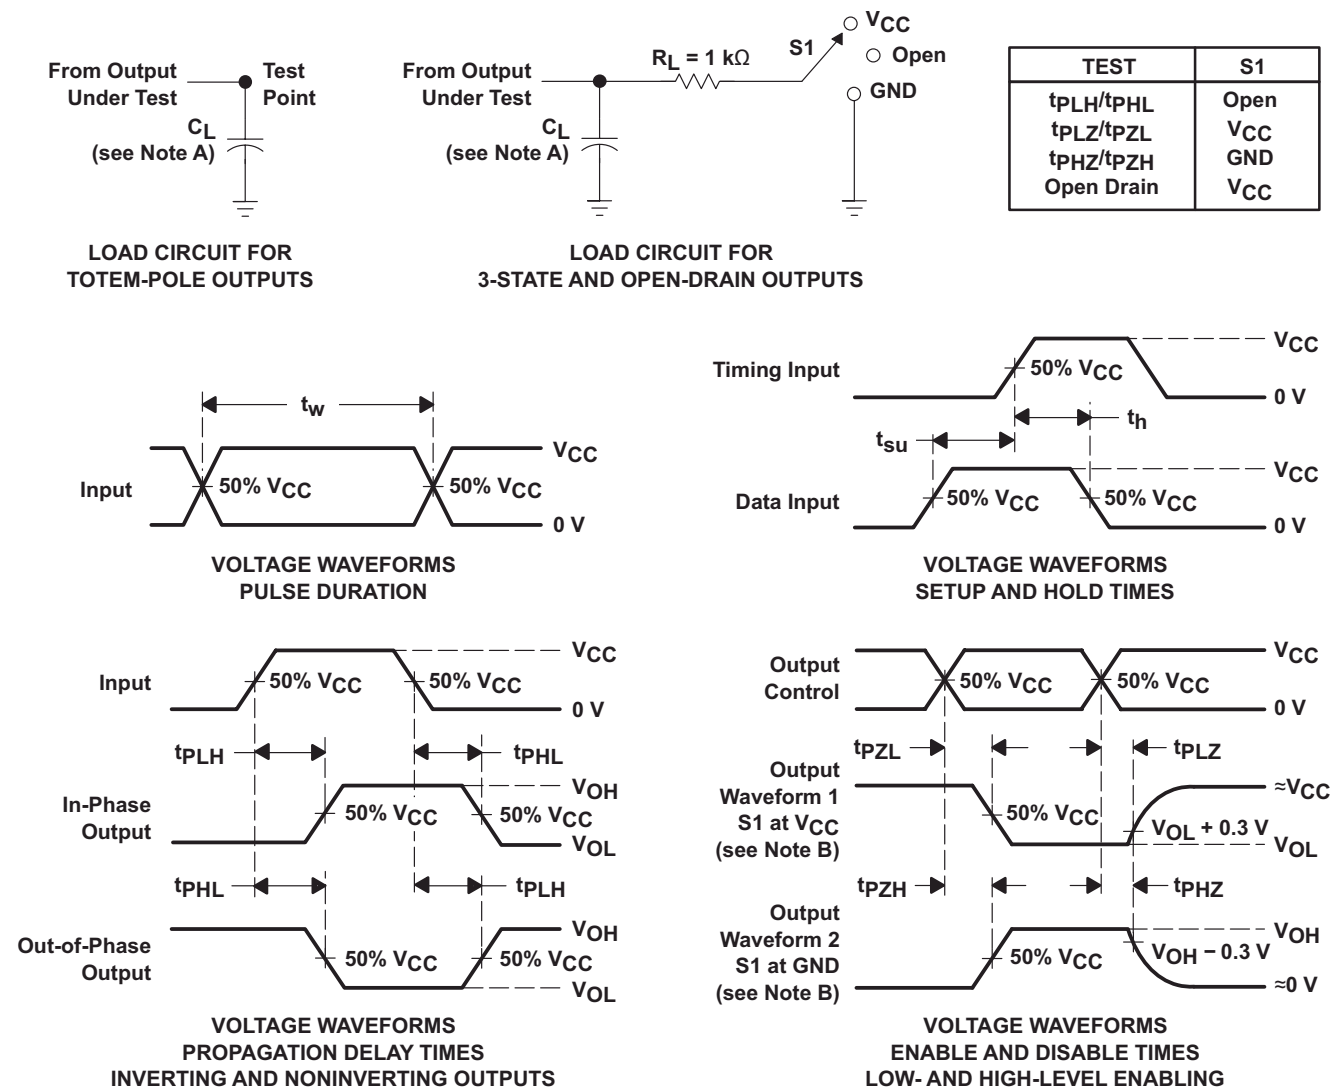 From Output
Under Test
Test
Point
CL
(see Note A)
LOAD CIRCUIT FOR
TOTEM-POLE OUTPUTS
From Output
Under Test
RL = 1 kΩ
S1
VCC
Open
GND
CL
(see Note A)
LOAD CIRCUIT FOR
3-STATE AND OPEN-DRAIN OUTPUTS
TEST S1
tPLH/tPHL Open
tPLZ/tPZL VCC
tPHZ/tPZH GND
Open Drain VCC
tw
Input
50% VCC
50% VCC
VCC
0 V
VOLTAGE WAVEFORMS
PULSE DURATION
Timing Input
50% VCC
VCC
0 V
th
tsu
Data Input
50% VCC
50% VCC
VCC
0 V
VOLTAGE WAVEFORMS
SETUP AND HOLD TIMES
Input
50% VCC
50% VCC
VCC
0 V
tPLH
tPHL
In-Phase
Output
50% VCC
50% VCC
VOH
VOL
tPHL
tPLH
Out-of-Phase
Output
50% VCC
50% VCC
VOH
VOL
VOLTAGE WAVEFORMS
PROPAGATION DELAY TIMES
INVERTING AND NONINVERTING OUTPUTS
Output
Control
50% VCC
50% VCC
VCC
0 V
tPZL
tPLZ
Output
Waveform 1
S1 at VCC
(see Note B)
50% VCC
VOL + 0.3 V
≈VCC
VOL
tPZH
tPHZ
Output
Waveform 2
S1 at GND
(see Note B)
50% VCC
VOH − 0.3 V
VOH
≈0 V
VOLTAGE WAVEFORMS
ENABLE AND DISABLE TIMES
LOW- AND HIGH-LEVEL ENABLING